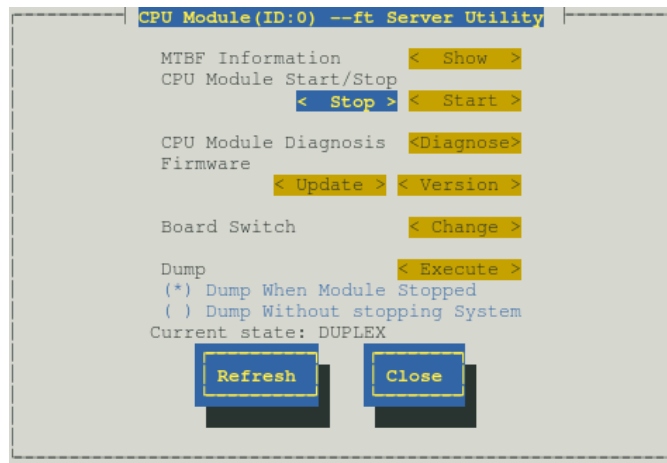 CPU Module(ID:0) --ft Server Utility
MTBF Information < Show >
CPU Module Start/Stop
< Stop > < Start >
CPU Module Diagnosis <Diagnose>
Firmware
< Update > < Version >
Board Switch < Change >
Dump < Execute >
(*) Dump When Module Stopped
( ) Dump Without stopping System
Current state: DUPLEX
Refresh Close